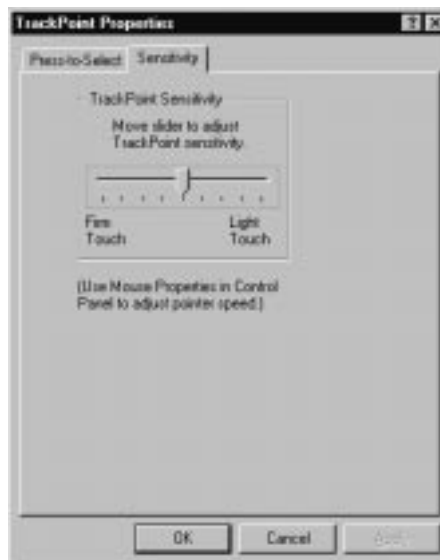 TrackPoint Properties
Press-to-Select Sensitivity
TrackPoint Sensitivity
Move slider to adjust
TrackPoint sensitivity.
Firm Light
Touch Touch
(Use Mouse Properties in Control
Panel to adjust pointer speed.)
OK Cancel Apply